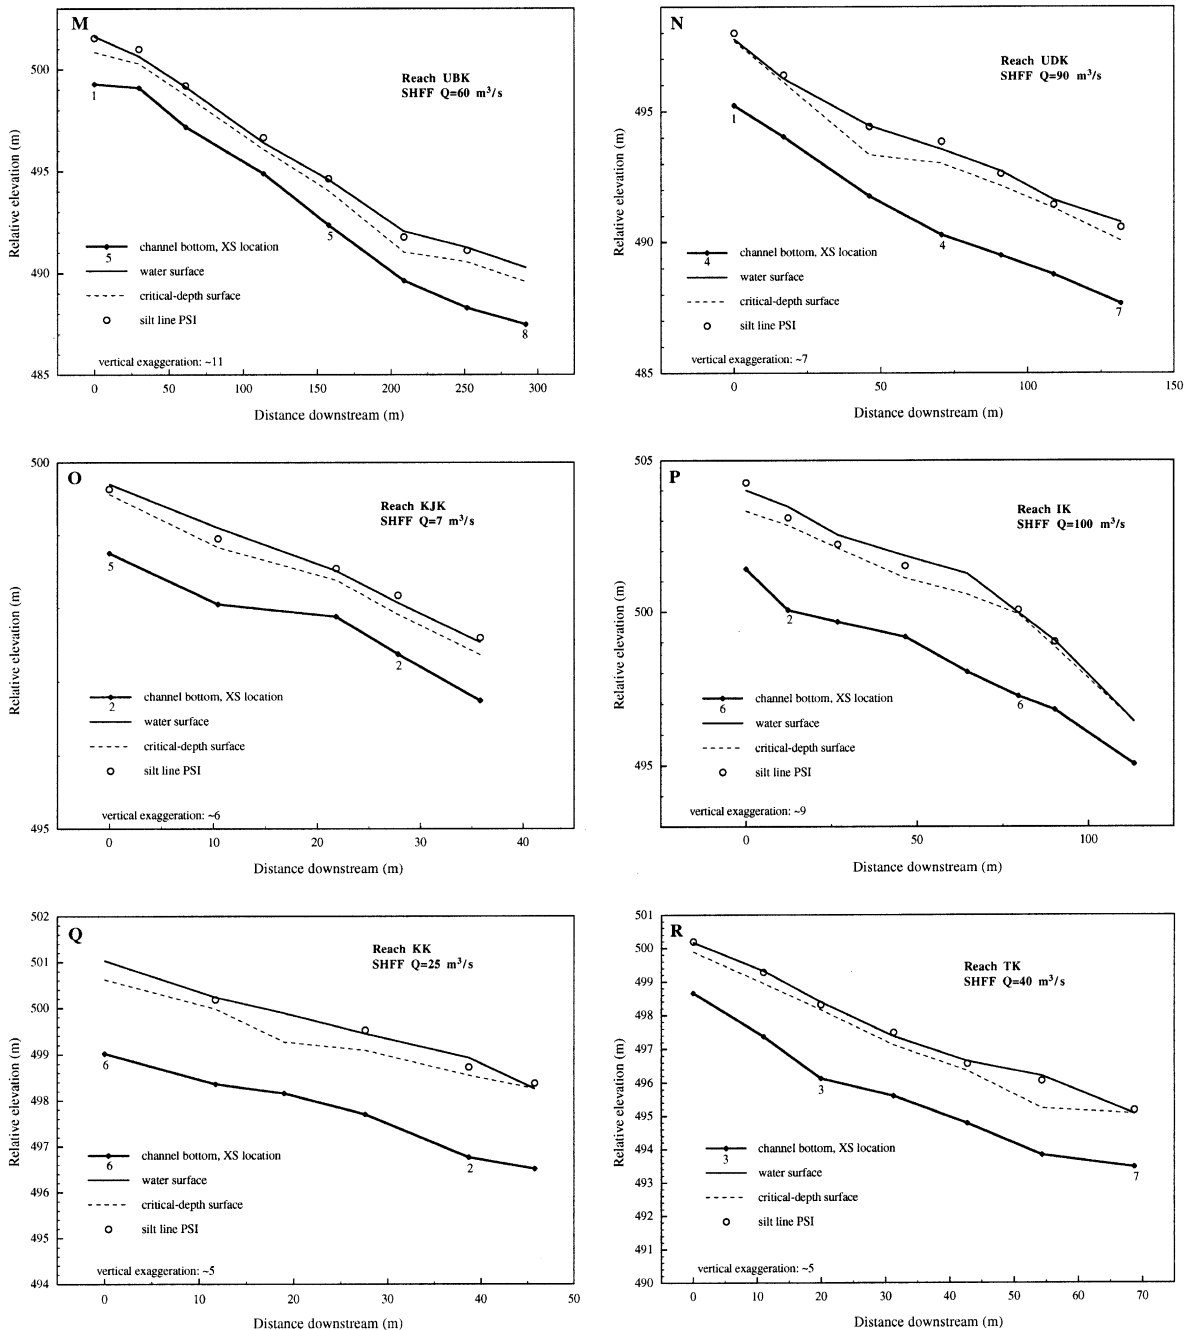 M
Reach UBK
SHFF Q=60 m³/s
500
495
490
485
Relative elevation (m)
1
5
8
channel bottom, XS location
5
water surface
critical-depth surface
silt line PSI
vertical exaggeration: ~11
0 50 100 150 200 250 300
Distance downstream (m)
N
Reach UDK
SHFF Q=90 m³/s
495
490
485
Relative elevation (m)
1
4
7
channel bottom, XS location
4
water surface
critical-depth surface
silt line PSI
vertical exaggeration: ~7
0 50 100 150
Distance downstream (m)
O
Reach KJK
SHFF Q=7 m³/s
500
495
Relative elevation (m)
5
2
channel bottom, XS location
2
water surface
critical-depth surface
silt line PSI
vertical exaggeration: ~6
0 10 20 30 40
Distance downstream (m)
P
Reach IK
SHFF Q=100 m³/s
505
500
495
Relative elevation (m)
2
6
channel bottom, XS location
6
water surface
critical-depth surface
silt line PSI
vertical exaggeration: ~9
0 50 100
Distance downstream (m)
Q
Reach KK
SHFF Q=25 m³/s
502
501
500
499
498
497
496
495
494
Relative elevation (m)
6
2
channel bottom, XS location
6
water surface
critical-depth surface
silt line PSI
vertical exaggeration: ~5
0 10 20 30 40 50
Distance downstream (m)
R
Reach TK
SHFF Q=40 m³/s
501
500
499
498
497
496
495
494
493
492
491
490
Relative elevation (m)
3
7
channel bottom, XS location
3
water surface
critical-depth surface
silt line PSI
vertical exaggeration: ~5
0 10 20 30 40 50 60 70
Distance downstream (m)